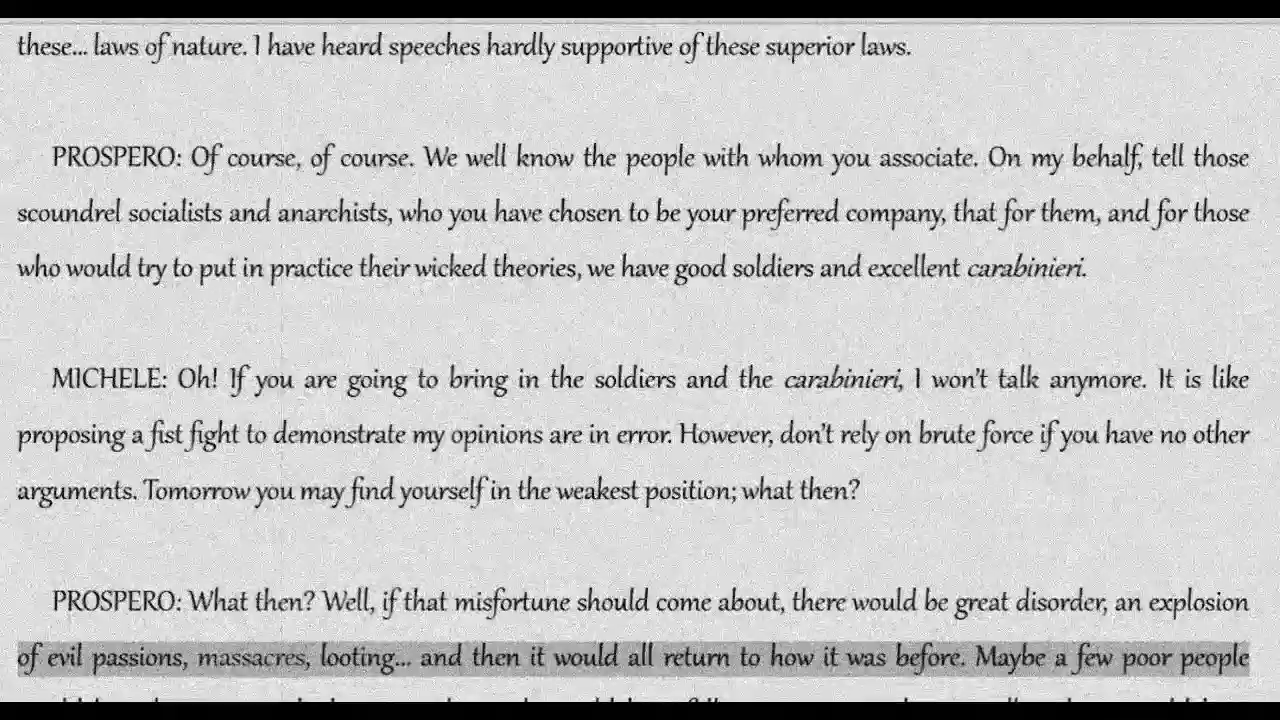 these... laws of nature. I have heard speeches hardly supportive of these superior laws.
PROSPERO: Of course, of course. We well know the people with whom you associate. On my behalf, tell those
scoundrel socialists and anarchists, who you have chosen to be your preferred company, that for them, and for those
who would try to put in practice their wicked theories, we have good soldiers and excellent carabinieri.
MICHELE: Oh! If you are going to bring in the soldiers and the carabinieri, I won't talk anymore. It is like
proposing a fist fight to demonstrate my opinions are in error. However, don't rely on brute force if you have no other
arguments. Tomorrow you may find yourself in the weakest position; what then?
PROSPERO: What then? Well, if that misfortune should come about, there would be great disorder, an explosion
of evil passions, massacres, looting... and then it would all return to how it was before. Maybe a few poor people